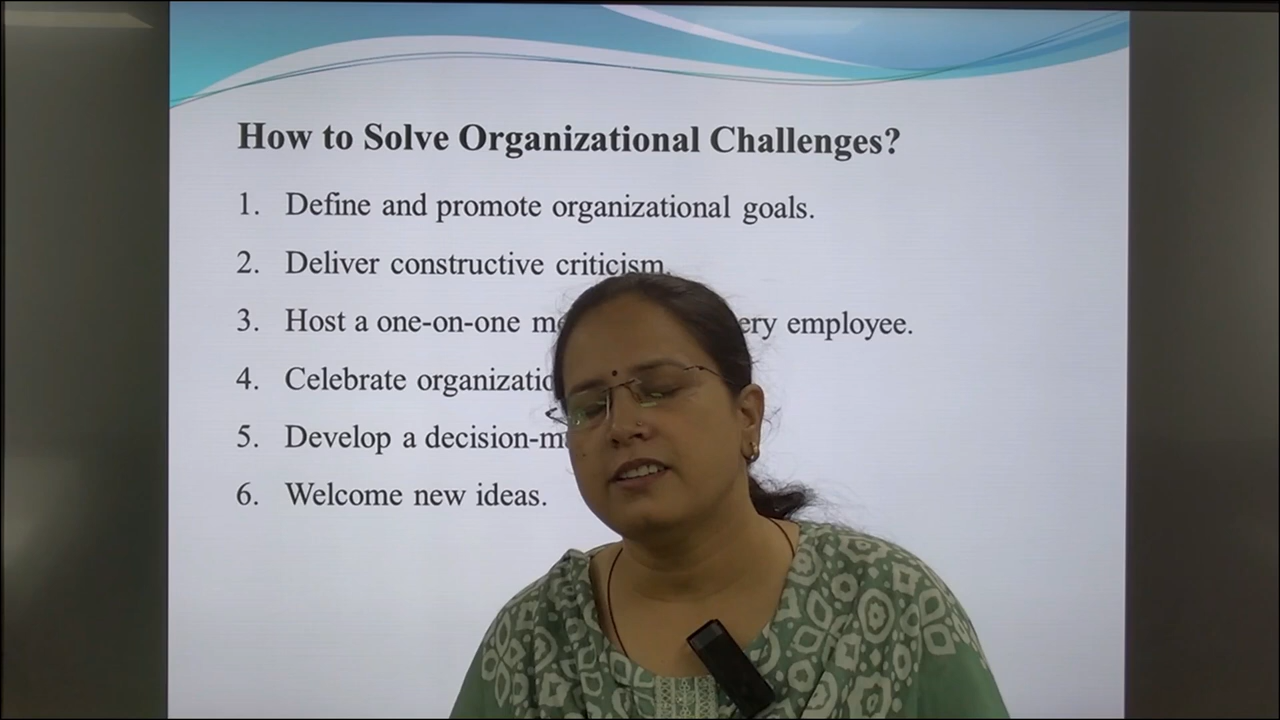 How to Solve Organizational Challenges?
1. Define and promote organizational goals.
2. Deliver constructive criticism.
3. Host a one-on-one employee.
4. Celebrate
5. Develop a
6. Welcome new ideas.